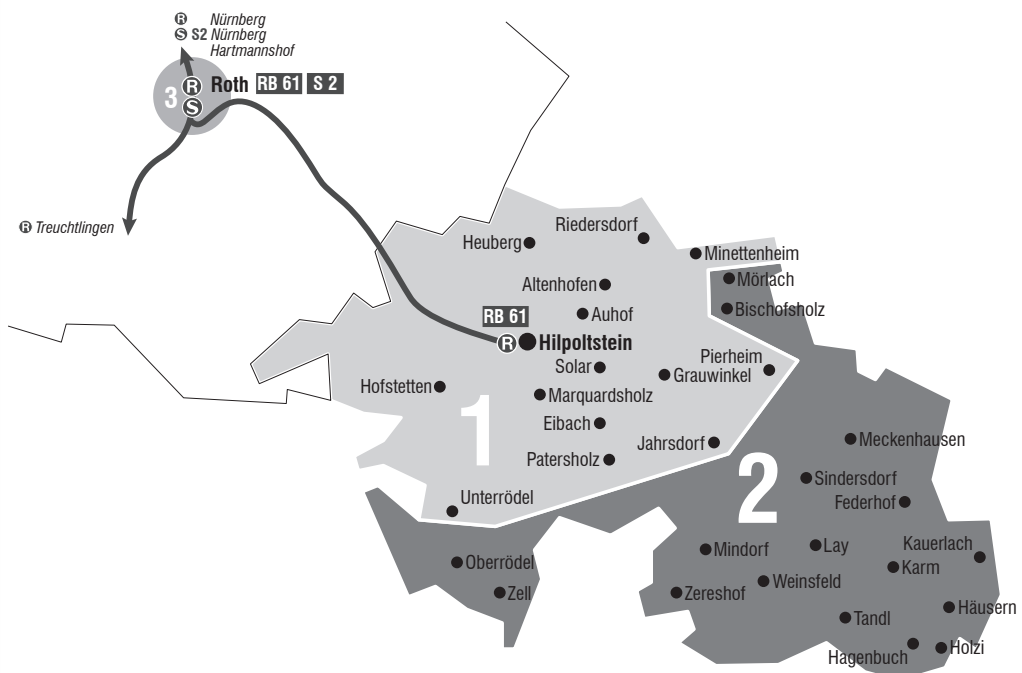 R Nürnberg
S S2 Nürnberg
Hartmannshof
3 R Roth RB 61 S 2
S
R Treuchtlingen
Riedersdorf
Heuberg
Minettenheim
Mörlach
Altenhofen
Bischofsholz
Auhof
RB 61
R Hilpoltstein
Pierheim
Solar
Grauwinkel
Hofstetten
Marquardsholz
1
Eibach
Jahrsdorf
Meckenhausen
Patersholz
2
Sindersdorf
Unterrödel
Federhof
Mindorf
Lay
Kauerlach
Oberrödel
Karm
Weinsfeld
Zell
Zereshof
Häusern
Tandl
Holzi
Hagenbuch